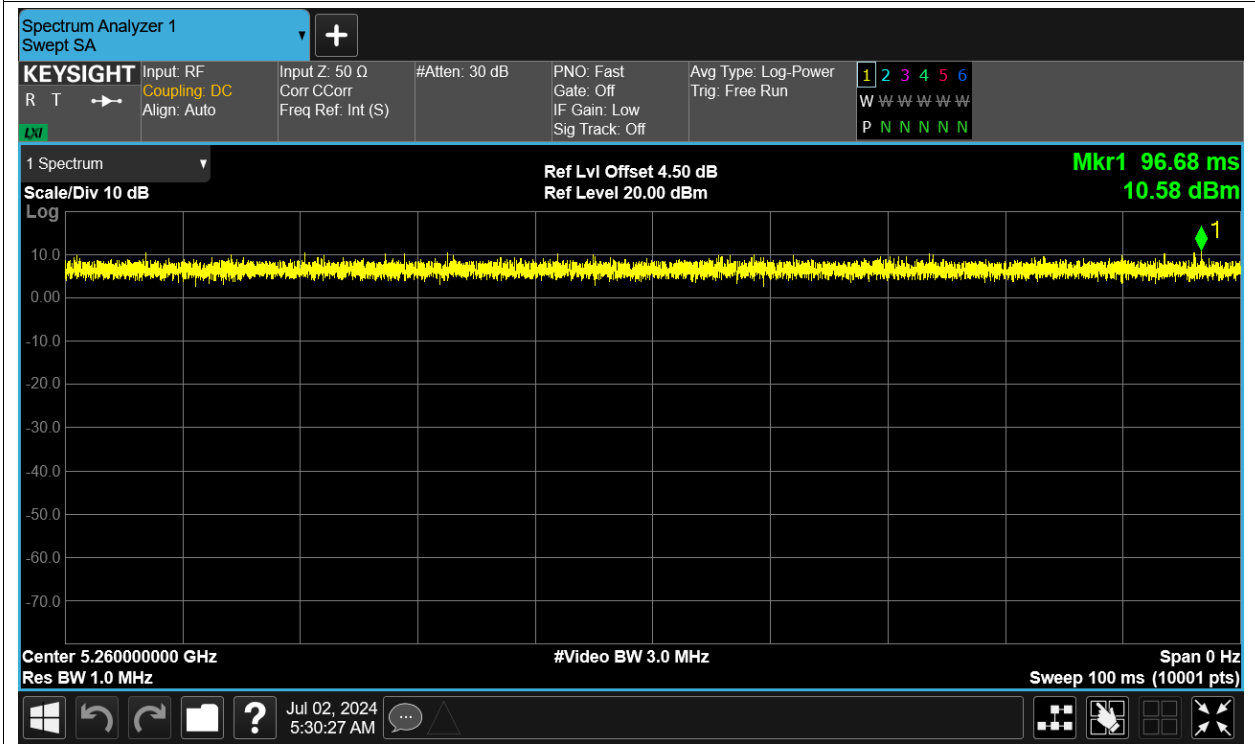 Spectrum Analyzer 1
Swept SA
KEYSIGHT
R T
LXI
Input: RF
Coupling: DC
Align: Auto
Input Z: 50 Ω
Corr CCorr
Freq Ref: Int (S)
#Atten: 30 dB
PNO: Fast
Gate: Off
IF Gain: Low
Sig Track: Off
Avg Type: Log-Power
Trig: Free Run
1 2 3 4 5 6
W W W W W W
P N N N N N
1 Spectrum
Scale/Div 10 dB
Ref Lvl Offset 4.50 dB
Ref Level 20.00 dBm
Mkr1 96.68 ms
10.58 dBm
Log
1
10.0
0.00
-10.0
-20.0
-30.0
-40.0
-50.0
-60.0
-70.0
Center 5.260000000 GHz
#Video BW 3.0 MHz
Span 0 Hz
Res BW 1.0 MHz
Sweep 100 ms (10001 pts)
?
Jul 02, 2024
5:30:27 AM